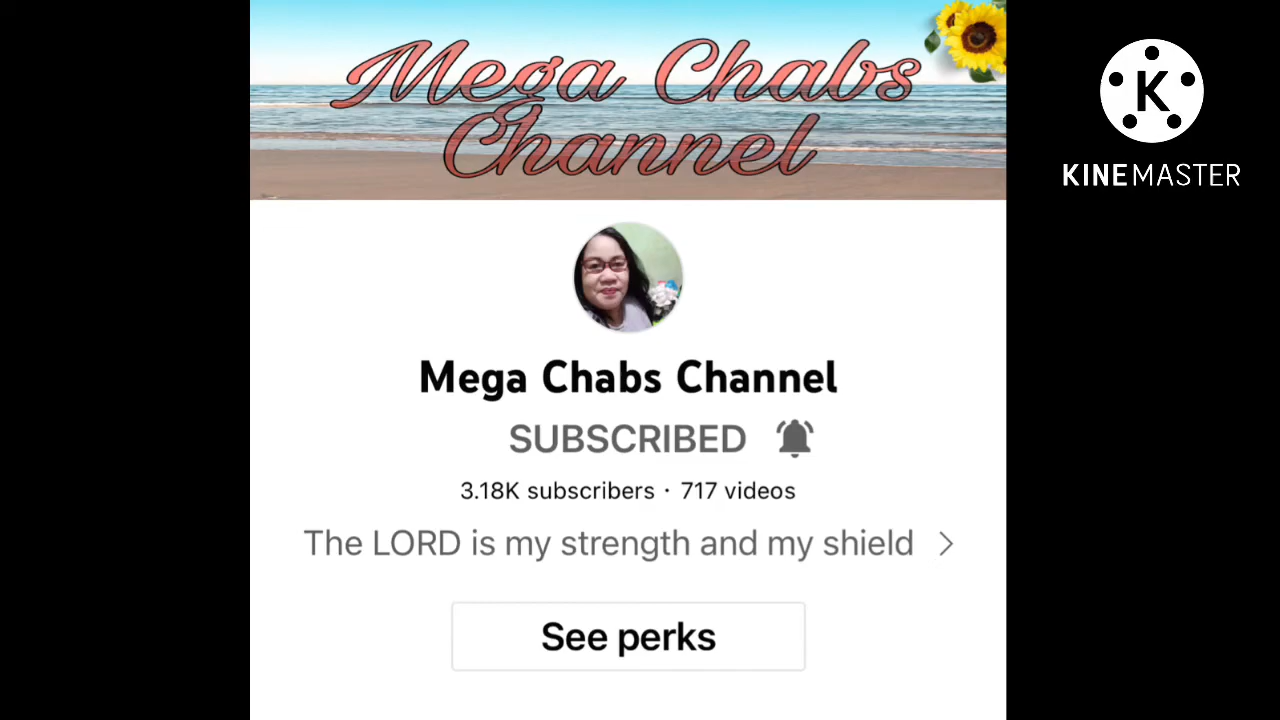 Mega Chabs
Channel
K
KINEMASTER
Mega Chabs Channel
SUBSCRIBED
3.18K subscribers · 717 videos
The LORD is my strength and my shield
See perks